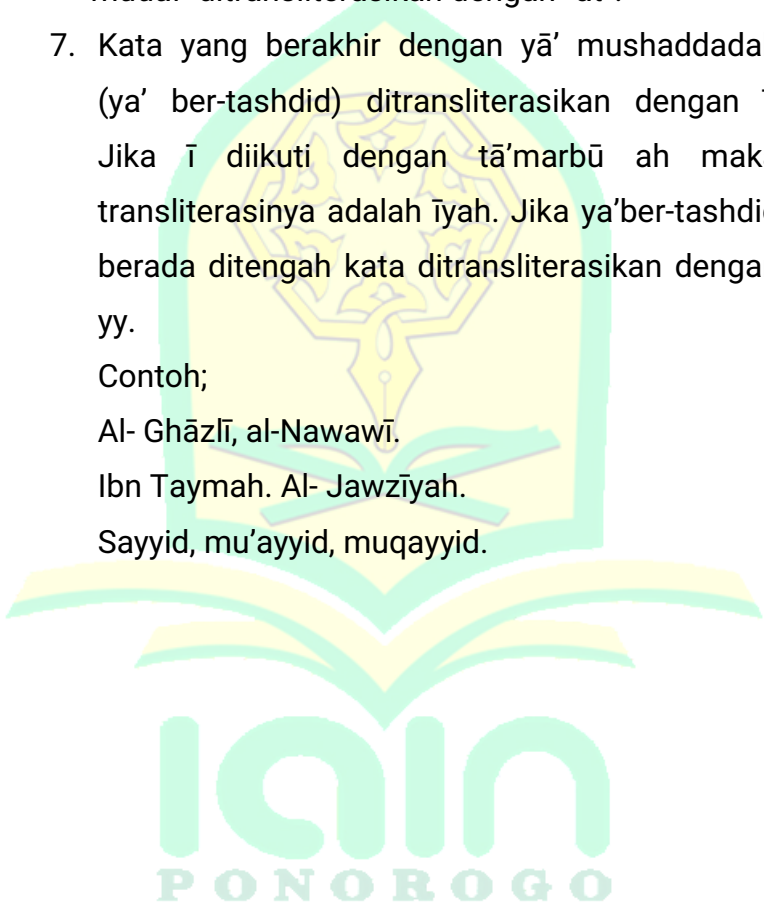 ditransliterasikan dengan
7. Kata yang berakhir dengan yā’ mushaddada
(ya’ ber-tashdid) ditransliterasikan dengan ī
Jika ī diikuti dengan tā’marbū ah mak
transliterasinya adalah īyah. Jika ya’ber-tashdi
berada ditengah kata ditransliterasikan denga
yy.
Contoh;
Al- Ghāzlī, al-Nawawī.
Ibn Taymah. Al- Jawzīyah.
Sayyid, mu’ayyid, muqayyid.
iain
PONOROGO